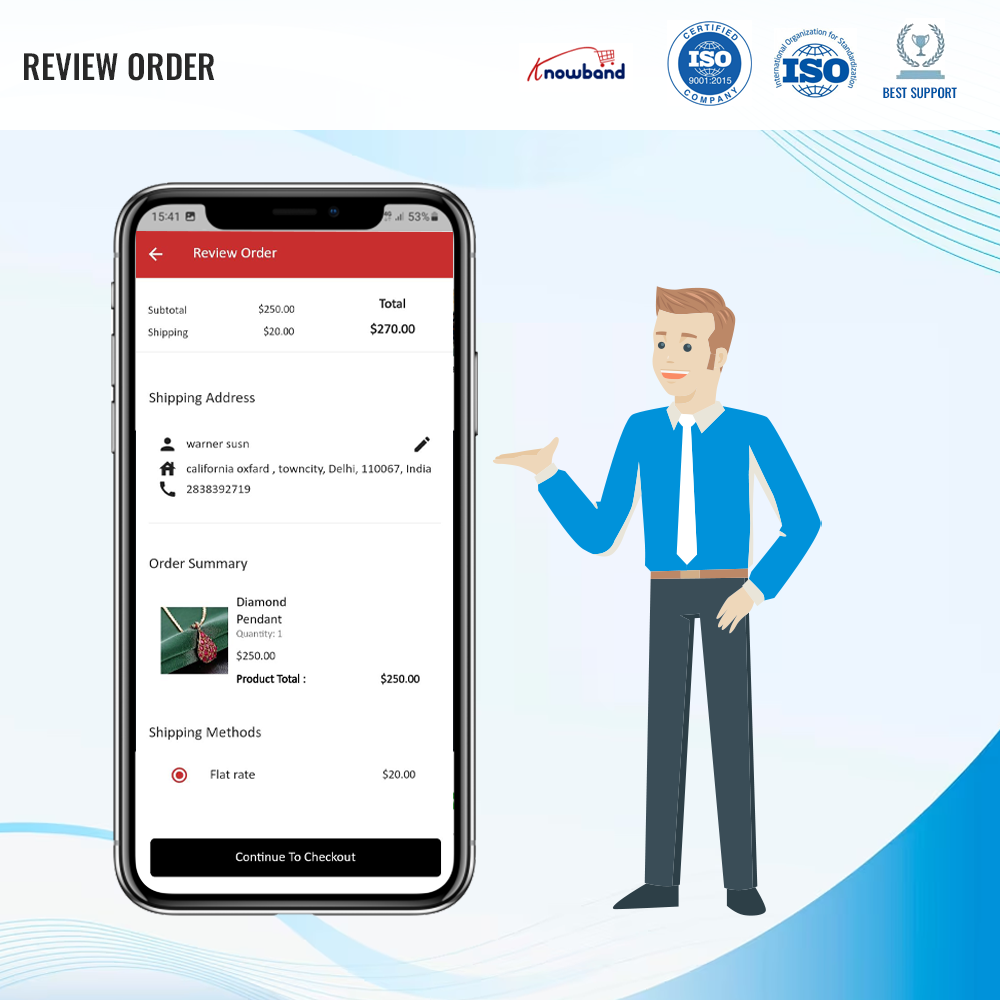 REVIEW ORDER
Knowband
CERTIFIED
ISO
9001:2015
COMPANY
International Organization for Standardization
ISO
BEST SUPPORT
15:41
53%
Review Order
Subtotal $250.00
Shipping $20.00
Total
$270.00
Shipping Address
warner susn
california oxfard , towncity, Delhi, 110067, India
2838392719
Order Summary
Diamond
Pendant
Quantity: 1
$250.00
Product Total : $250.00
Shipping Methods
Flat rate $20.00
Continue To Checkout